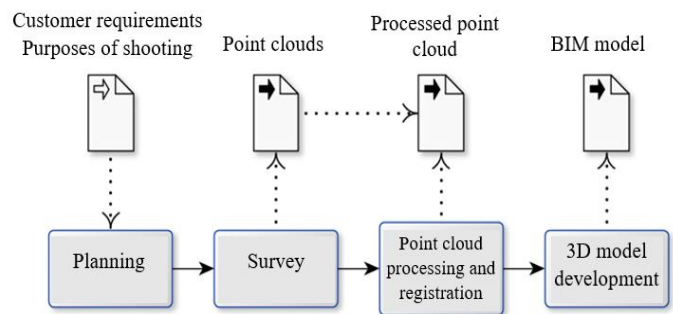 Customer requirements
Purposes of shooting
Point clouds
Processed point
cloud
BIM model
Planning
Survey
Point cloud
processing and
registration
3D model
development